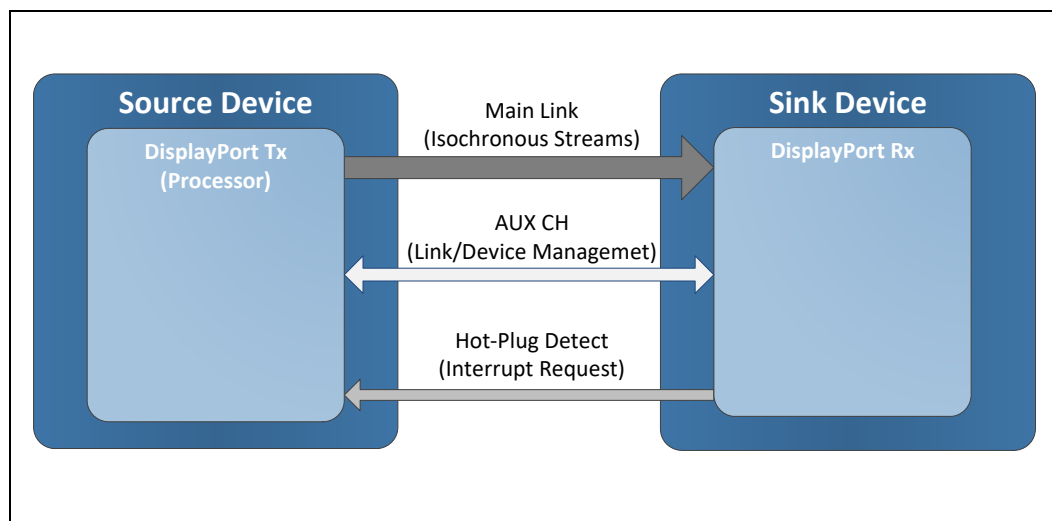 Source Device
DisplayPort Tx
(Processor)
Main Link
(Isochronous Streams)
AUX CH
(Link/Device Managemet)
Hot-Plug Detect
(Interrupt Request)
Sink Device
DisplayPort Rx